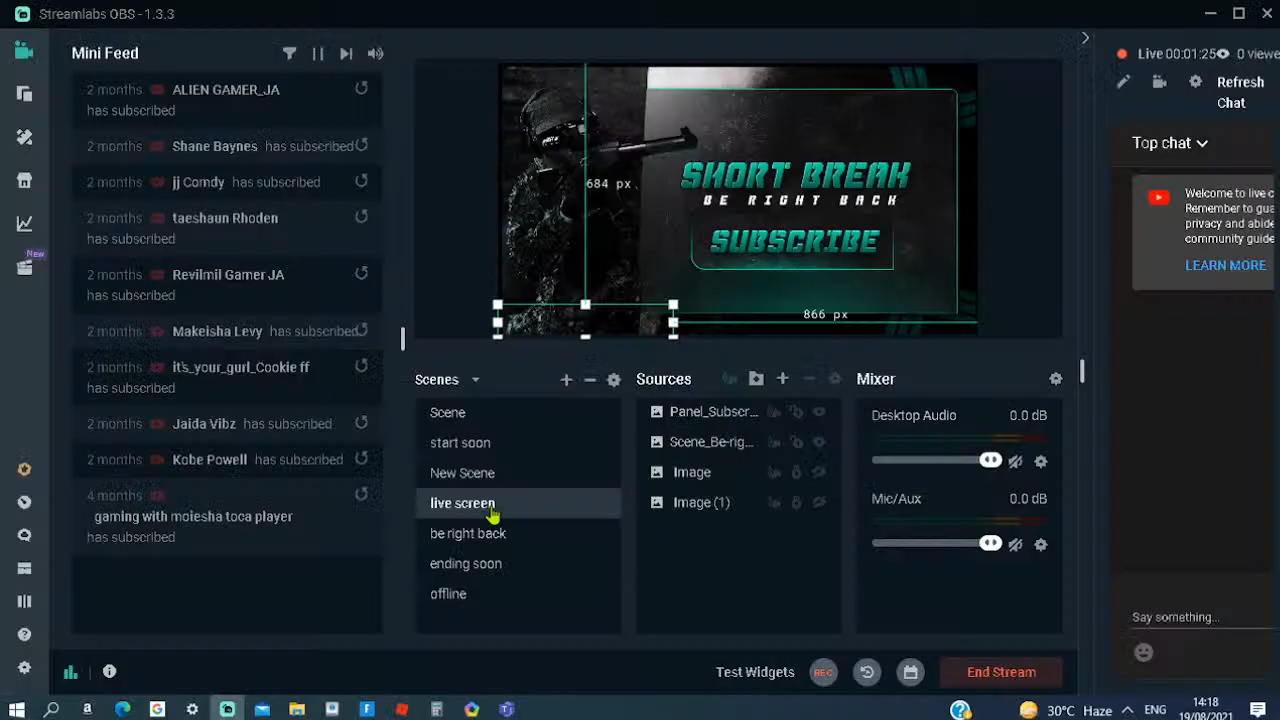 Streamlabs OBS - 1.3.3
Mini Feed
2 months ALIEN GAMER_JA
has subscribed
2 months Shane Baynes has subscribed
2 months jj Comdy has subscribed
2 months taeshaun Rhoden
has subscribed
2 months Revilmil Gamer JA
has subscribed
2 months Makeisha Levy has subscribed
2 months it's_your_gurl_Cookie ff
has subscribed
2 months Jaida Vibz has subscribed
2 months Kobe Powell has subscribed
4 months
gaming with moiesha toca player
has subscribed
New
684 px
SHORT BREAK
BE RIGHT BACK
SUBSCRIBE
866 px
Scenes
Scene
start soon
New Scene
live screen
be right back
ending soon
offline
Sources
Panel_Subscr...
Scene_Be-rig...
Image
Image (1)
Mixer
Desktop Audio 0.0 dB
Mic/Aux 0.0 dB
Live 00:01:25 0 viewe
Refresh
Chat
Top chat
Welcome to live c
Remember to gua
privacy and abide
community guide
LEARN MORE
Say something...
Test Widgets
REC
End Stream
30°C Haze
14:18
19/08/2021